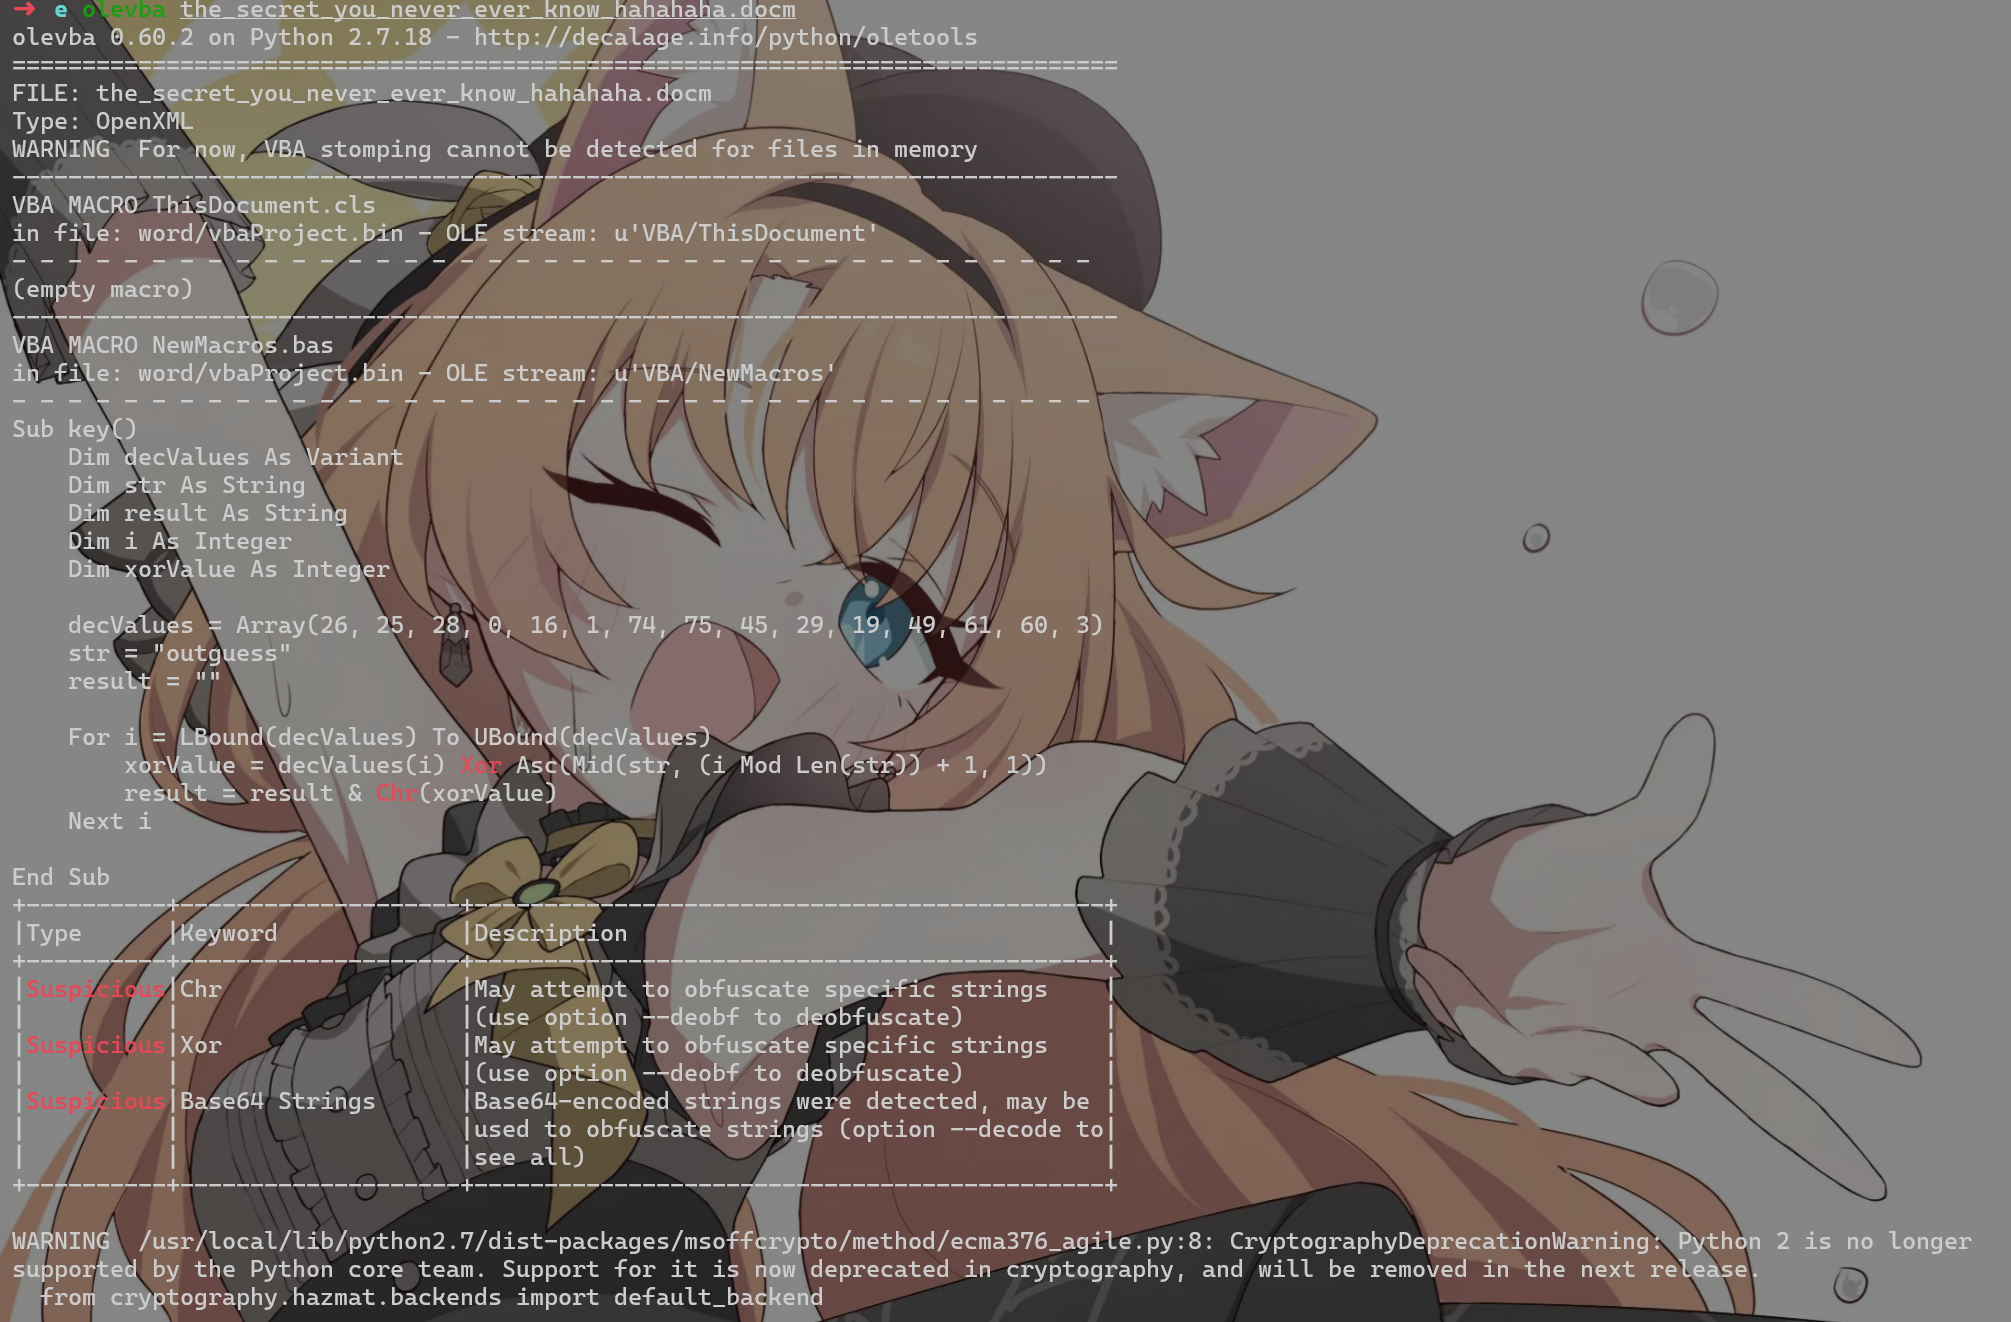 ➜ e olevba the_secret_you_never_ever_know_hahahaha.docm
olevba 0.60.2 on Python 2.7.18 - http://decalage.info/python/oletools
===============================================================================
FILE: the_secret_you_never_ever_know_hahahaha.docm
Type: OpenXML
WARNING  For now, VBA stomping cannot be detected for files in memory
-------------------------------------------------------------------------------
VBA MACRO ThisDocument.cls
in file: word/vbaProject.bin - OLE stream: u'VBA/ThisDocument'
- - - - - - - - - - - - - - - - - - - - - - - - - - - - - - - - - - - - - - -
(empty macro)
-------------------------------------------------------------------------------
VBA MACRO NewMacros.bas
in file: word/vbaProject.bin - OLE stream: u'VBA/NewMacros'
- - - - - - - - - - - - - - - - - - - - - - - - - - - - - - - - - - - - - - -
Sub key()
    Dim decValues As Variant
    Dim str As String
    Dim result As String
    Dim i As Integer
    Dim xorValue As Integer
    decValues = Array(26, 25, 28, 0, 16, 1, 74, 75, 45, 29, 19, 49, 61, 60, 3)
    str = "outguess"
    result = ""
    For i = LBound(decValues) To UBound(decValues)
        xorValue = decValues(i) Xor Asc(Mid(str, (i Mod Len(str)) + 1, 1))
        result = result & Chr(xorValue)
    Next i
End Sub
+----------+--------------------+---------------------------------------------+
|Type      |Keyword             |Description                                  |
+----------+--------------------+---------------------------------------------+
|Suspicious|Chr                 |May attempt to obfuscate specific strings    |
|          |                    |(use option --deobf to deobfuscate)          |
|Suspicious|Xor                 |May attempt to obfuscate specific strings    |
|          |                    |(use option --deobf to deobfuscate)          |
|Suspicious|Base64 Strings      |Base64-encoded strings were detected, may be |
|          |                    |used to obfuscate strings (option --decode to|
|          |                    |see all)                                     |
+----------+--------------------+---------------------------------------------+
WARNING  /usr/local/lib/python2.7/dist-packages/msoffcrypto/method/ecma376_agile.py:8: CryptographyDeprecationWarning: Python 2 is no longer
supported by the Python core team. Support for it is now deprecated in cryptography, and will be removed in the next release.
  from cryptography.hazmat.backends import default_backend